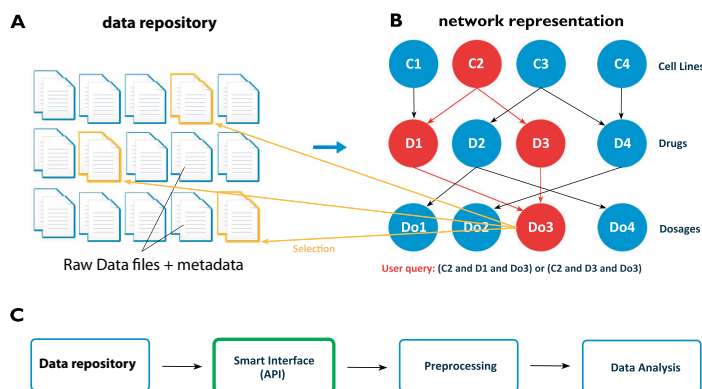 A
data repository
Raw Data files + metadata
Selection
B
network representation
C1 C2 C3 C4 Cell Lines
D1 D2 D3 D4 Drugs
Do1 Do2 Do3 Do4 Dosages
User query: (C2 and D1 and Do3) or (C2 and D3 and Do3)
C
Data repository
Smart Interface
(API)
Preprocessing
Data Analysis